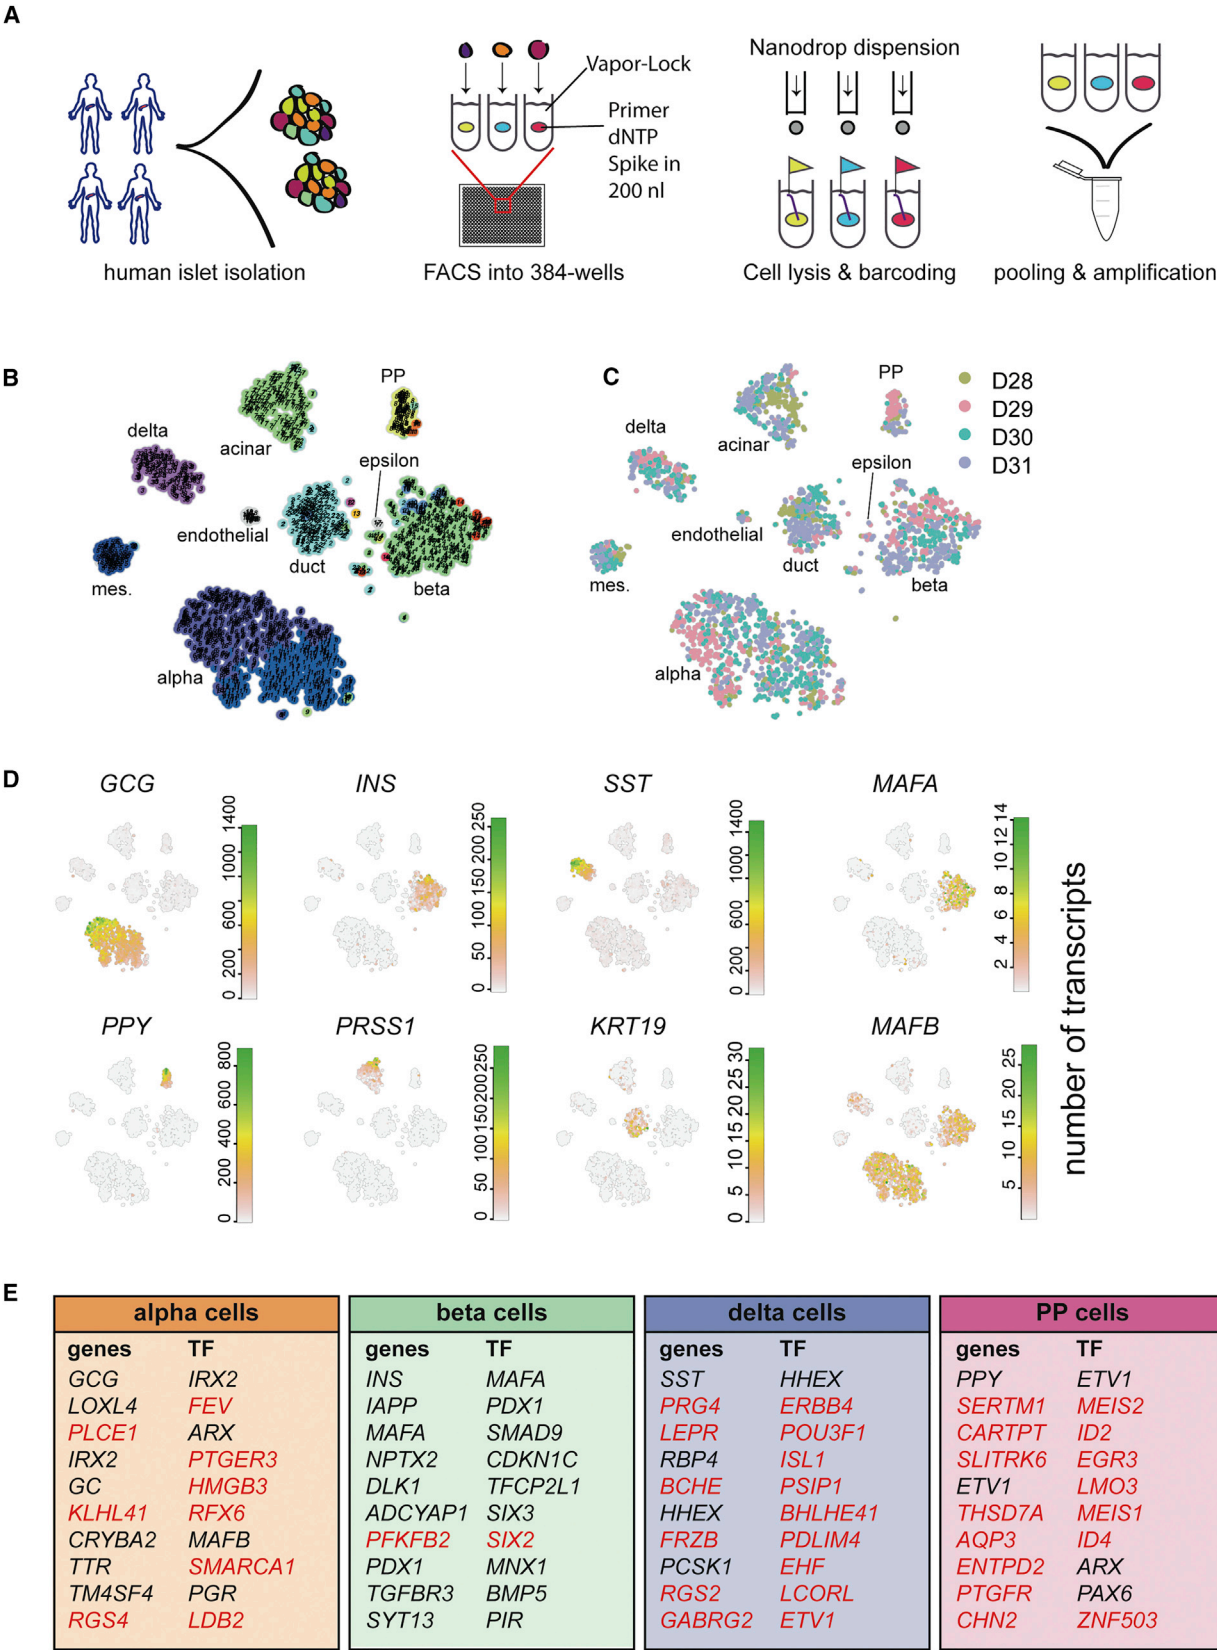 A
Nanodrop dispension
Vapor-Lock
Primer
dNTP
Spike in
200 nl
human islet isolation
FACS into 384-wells
Cell lysis & barcoding
pooling & amplification
B
PP
delta
acinar
epsilon
endothelial
duct
mes.
beta
alpha
C
PP
delta
acinar
epsilon
endothelial
duct
mes.
beta
alpha
D28
D29
D30
D31
D
GCG
0 200 600 1000 1400
INS
0 50 100 150 200 250
SST
0 200 600 1000 1400
MAFA
2 4 6 8 10 12 14
PPY
0 200 400 600 800
PRSS1
0 50 100 150 200 250
KRT19
0 5 10 15 20 25 30
MAFB
5 10 15 20 25
number of transcripts
E
alpha cells
genes TF
GCG IRX2
LOXL4 FEV
PLCE1 ARX
IRX2 PTGER3
GC HMGB3
KLHL41 RFX6
CRYBA2 MAFB
TTR SMARCA1
TM4SF4 PGR
RGS4 LDB2
beta cells
genes TF
INS MAFA
IAPP PDX1
MAFA SMAD9
NPTX2 CDKN1C
DLK1 TFCP2L1
ADCYAP1 SIX3
PFKFB2 SIX2
PDX1 MNX1
TGFBR3 BMP5
SYT13 PIR
delta cells
genes TF
SST HHEX
PRG4 ERBB4
LEPR POU3F1
RBP4 ISL1
BCHE PSIP1
HHEX BHLHE41
FRZB PDLIM4
PCSK1 EHF
RGS2 LCORL
GABRG2 ETV1
PP cells
genes TF
PPY ETV1
SERTM1 MEIS2
CARTPT ID2
SLITRK6 EGR3
ETV1 LMO3
THSD7A MEIS1
AQP3 ID4
ENTPD2 ARX
PTGFR PAX6
CHN2 ZNF503